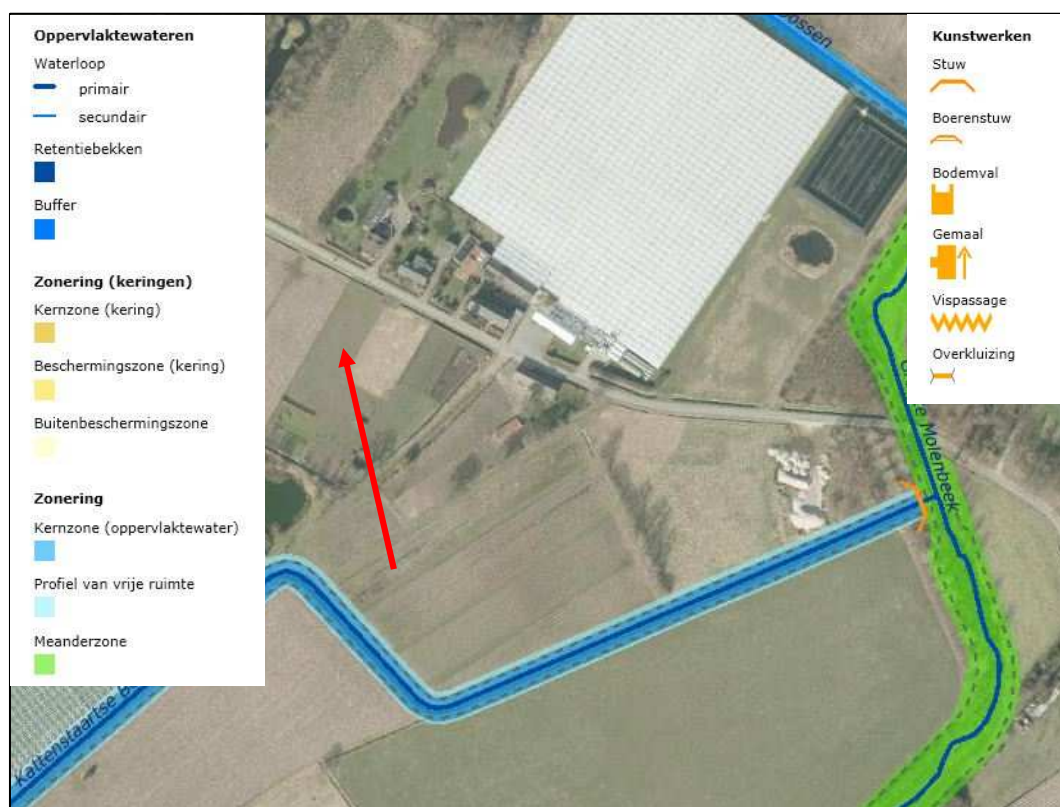 Oppervlaktewateren
Waterloop
primair
secundair
Retentiebekken
Buffer
Zonering (keringen)
Kernzone (kering)
Beschermingszone (kering)
Buitenbeschermingszone
Zonering
Kernzone (oppervlaktewater)
Profiel van vrije ruimte
Meanderzone
Kunstwerken
Stuw
Boerenstuw
Bodemval
Gemaal
Vispassage
Overkluizing
Molenbeek